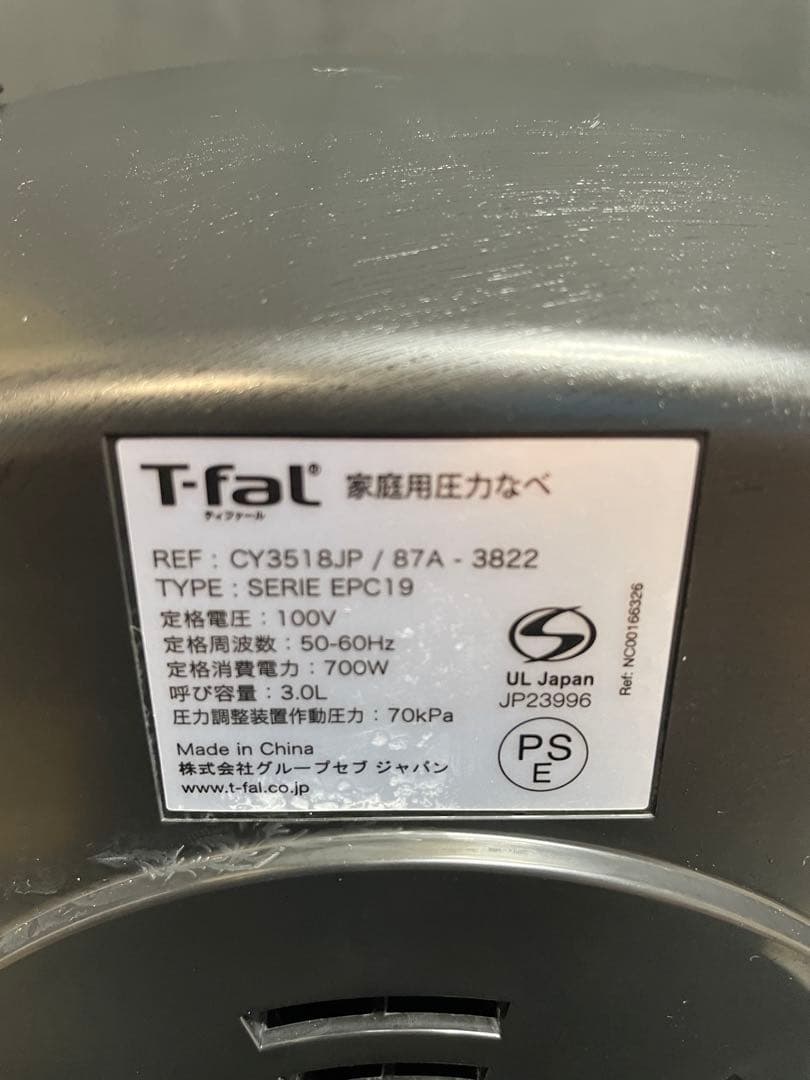 T-fal® 家庭用圧力なべ
ティファール
REF : CY3518JP / 87A - 3822
TYPE : SERIE EPC19
定格電圧 : 100V
定格周波数 : 50-60Hz
定格消費電力 : 700W
呼び容量 : 3.0L
圧力調整装置作動圧力 : 70kPa
Made in China
株式会社グループセブ ジャパン
www.t-fal.co.jp
UL Japan
JP23996
PS
E
Ref: NC00166326